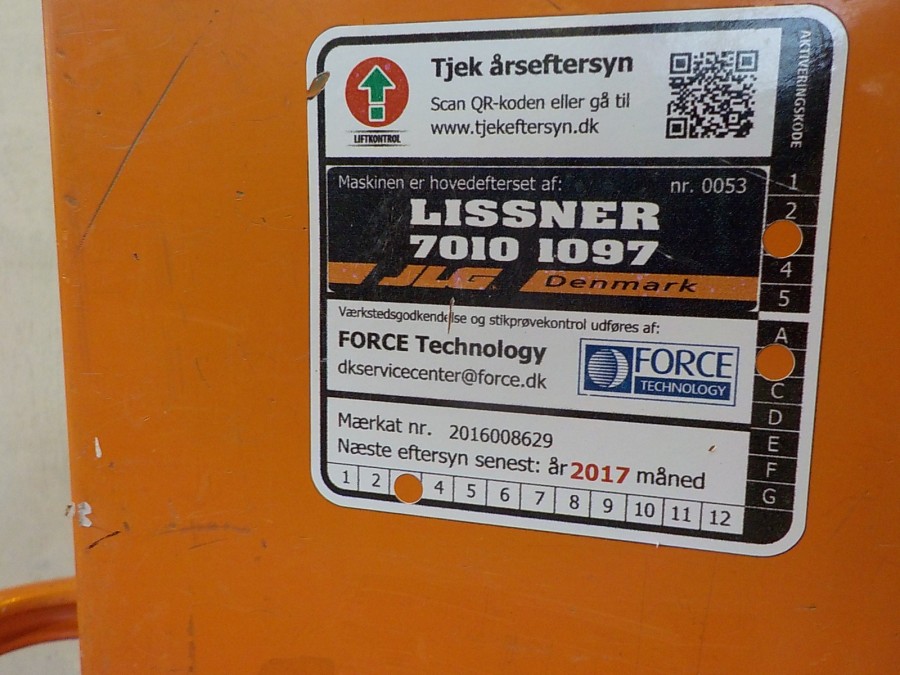 Tjek årseftersyn
Scan QR-koden eller gå til
www.tjekeftersyn.dk
LIFTKONTROL
AKTIVERINGSKODE
Maskinen er hovedefterset af: nr. 0053
LISSNER
7010 1097
JLG Denmark
1
2
4
5
A
C
D
E
F
G
Værkstedsgodkendelse og stikprøvekontrol udføres af:
FORCE Technology
dkservicecenter@force.dk
FORCE
TECHNOLOGY
Mærkat nr. 2016008629
Næste eftersyn senest: år 2017 måned
1 2 4 5 6 7 8 9 10 11 12